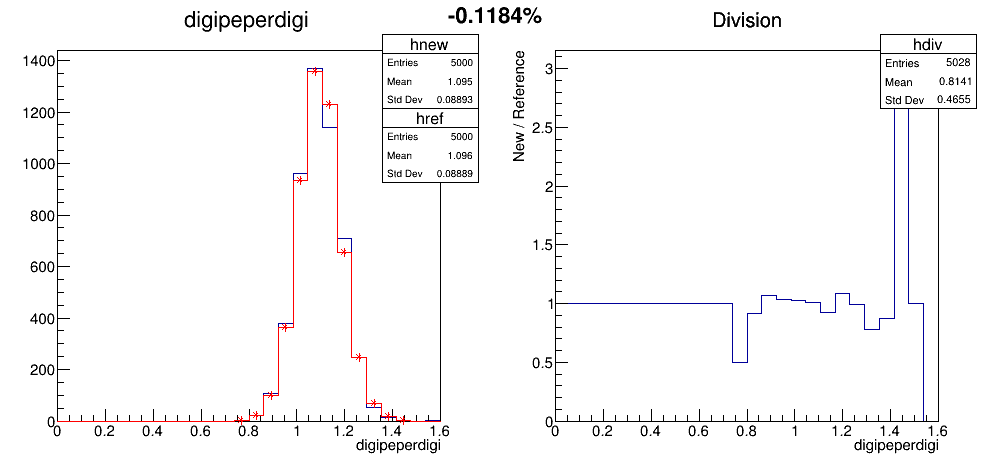 -0.1184%
digipeperdigi
hnew
Entries 5000
Mean 1.095
Std Dev 0.08893
href
Entries 5000
Mean 1.096
Std Dev 0.08889
1400
1200
1000
800
600
400
200
0
0 0.2 0.4 0.6 0.8 1 1.2 1.4 1.6
digipeperdigi
Division
hdiv
Entries 5028
Mean 0.8141
Std Dev 0.4655
New / Reference
3
2.5
2
1.5
1
0.5
0
0 0.2 0.4 0.6 0.8 1 1.2 1.4 1.6
digipeperdigi